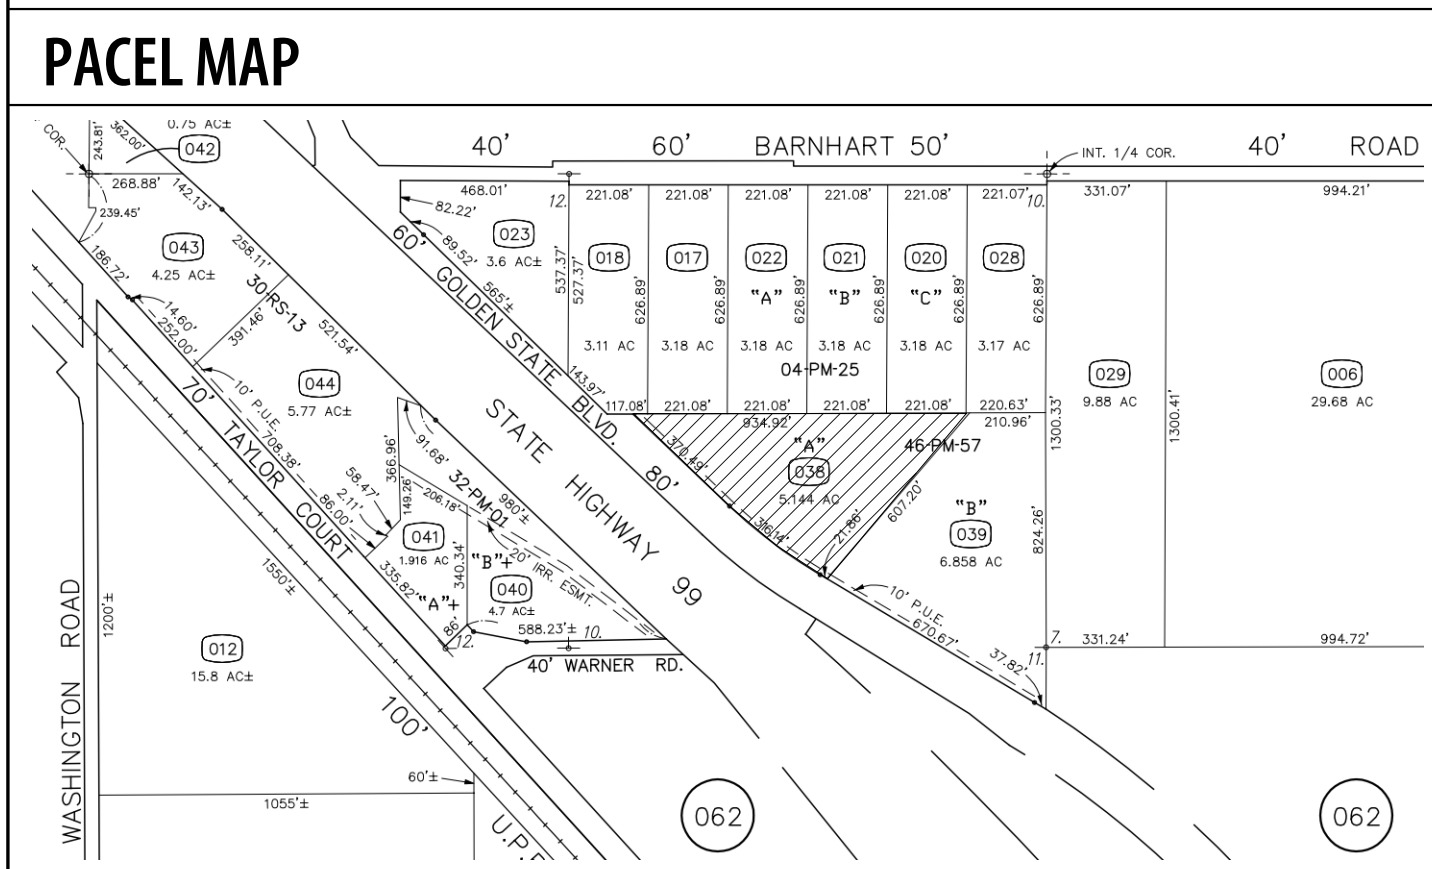 PACEL MAP
COR.
243.81'
362.00'
0.75 AC±
042
268.88'
142.13'
239.45'
043
4.25 AC±
186.72'
258.11'
30-RS-13
14.60'
252.00'
391.46'
521.54'
10' P.U.E.
044
5.77 AC±
708.38'
70' TAYLOR COURT
366.96'
91.68'
149.26'
206.18'
32-PM-01
980'±
58.47'
2.11'
86.00'
041
1.916 AC
340.34'
"B"+
20' IRR. ESMT.
040
4.7 AC±
335.82'
"A"+
86'
12.
588.23'±
10.
40' WARNER RD.
1550'±
1200'±
WASHINGTON ROAD
012
15.8 AC±
100'
60'±
1055'±
U.P.
40'
60'
BARNHART 50'
INT. 1/4 COR.
40'
ROAD
468.01'
12.
221.08'
221.08'
221.08'
221.08'
221.08'
221.07'
10.
331.07'
994.21'
82.22'
023
3.6 AC±
89.52'
565'±
60' GOLDEN STATE BLVD. 80'
537.37'
527.37'
143.97'
018
017
022
021
020
028
"A"
"B"
"C"
626.89'
626.89'
626.89'
626.89'
626.89'
626.89'
3.11 AC
3.18 AC
3.18 AC
3.18 AC
3.18 AC
3.17 AC
04-PM-25
029
9.88 AC
006
29.68 AC
1300.33'
1300.41'
117.08'
221.08'
221.08'
221.08'
221.08'
220.63'
934.92'
210.96'
370.49'
"A"
46-PM-57
038
5.144 AC
316.14'
21.86'
607.20'
"B"
039
6.858 AC
824.26'
STATE HIGHWAY 99
10' P.U.E.
670.67'
37.82'
7.
11.
331.24'
994.72'
062
062